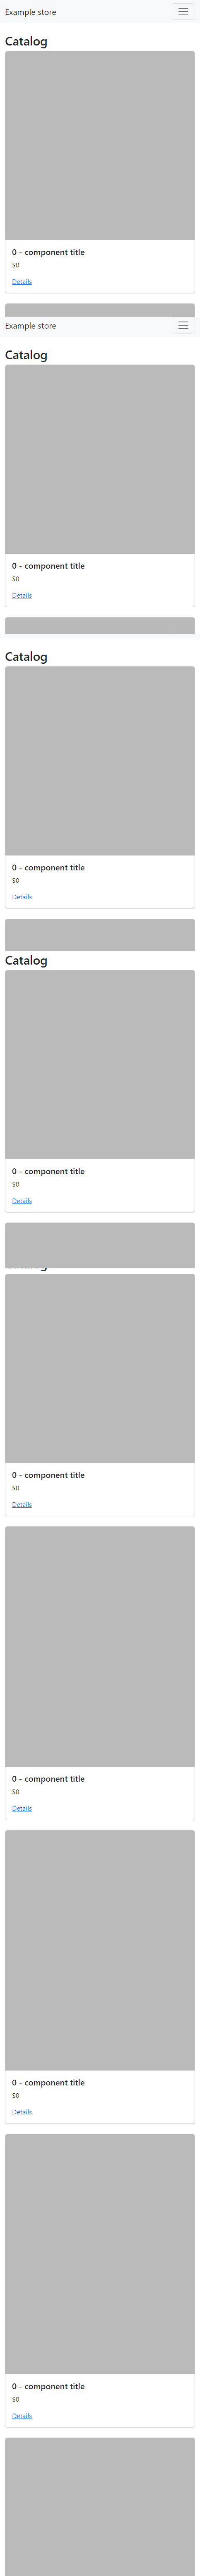 Example store
Catalog
0 - component title
$0
Details
Example store
Catalog
0 - component title
$0
Details
Catalog
0 - component title
$0
Details
Catalog
0 - component title
$0
Details
0 - component title
$0
Details
0 - component title
$0
Details
0 - component title
$0
Details
0 - component title
$0
Details